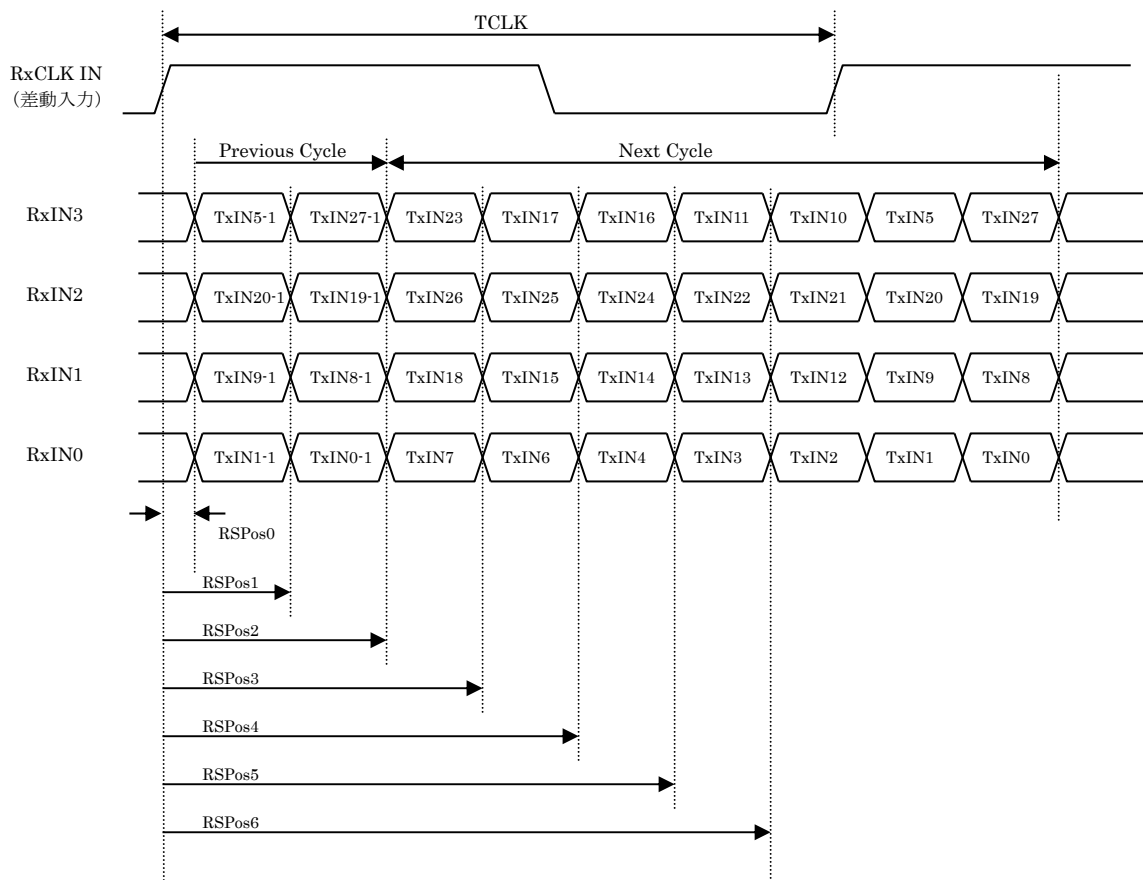 TCLK
RxCLK IN
(差動入力)
Previous Cycle Next Cycle
RxIN3 TxIN5-1 TxIN27-1 TxIN23 TxIN17 TxIN16 TxIN11 TxIN10 TxIN5 TxIN27
RxIN2 TxIN20-1 TxIN19-1 TxIN26 TxIN25 TxIN24 TxIN22 TxIN21 TxIN20 TxIN19
RxIN1 TxIN9-1 TxIN8-1 TxIN18 TxIN15 TxIN14 TxIN13 TxIN12 TxIN9 TxIN8
RxIN0 TxIN1-1 TxIN0-1 TxIN7 TxIN6 TxIN4 TxIN3 TxIN2 TxIN1 TxIN0
RSPos0
RSPos1
RSPos2
RSPos3
RSPos4
RSPos5
RSPos6